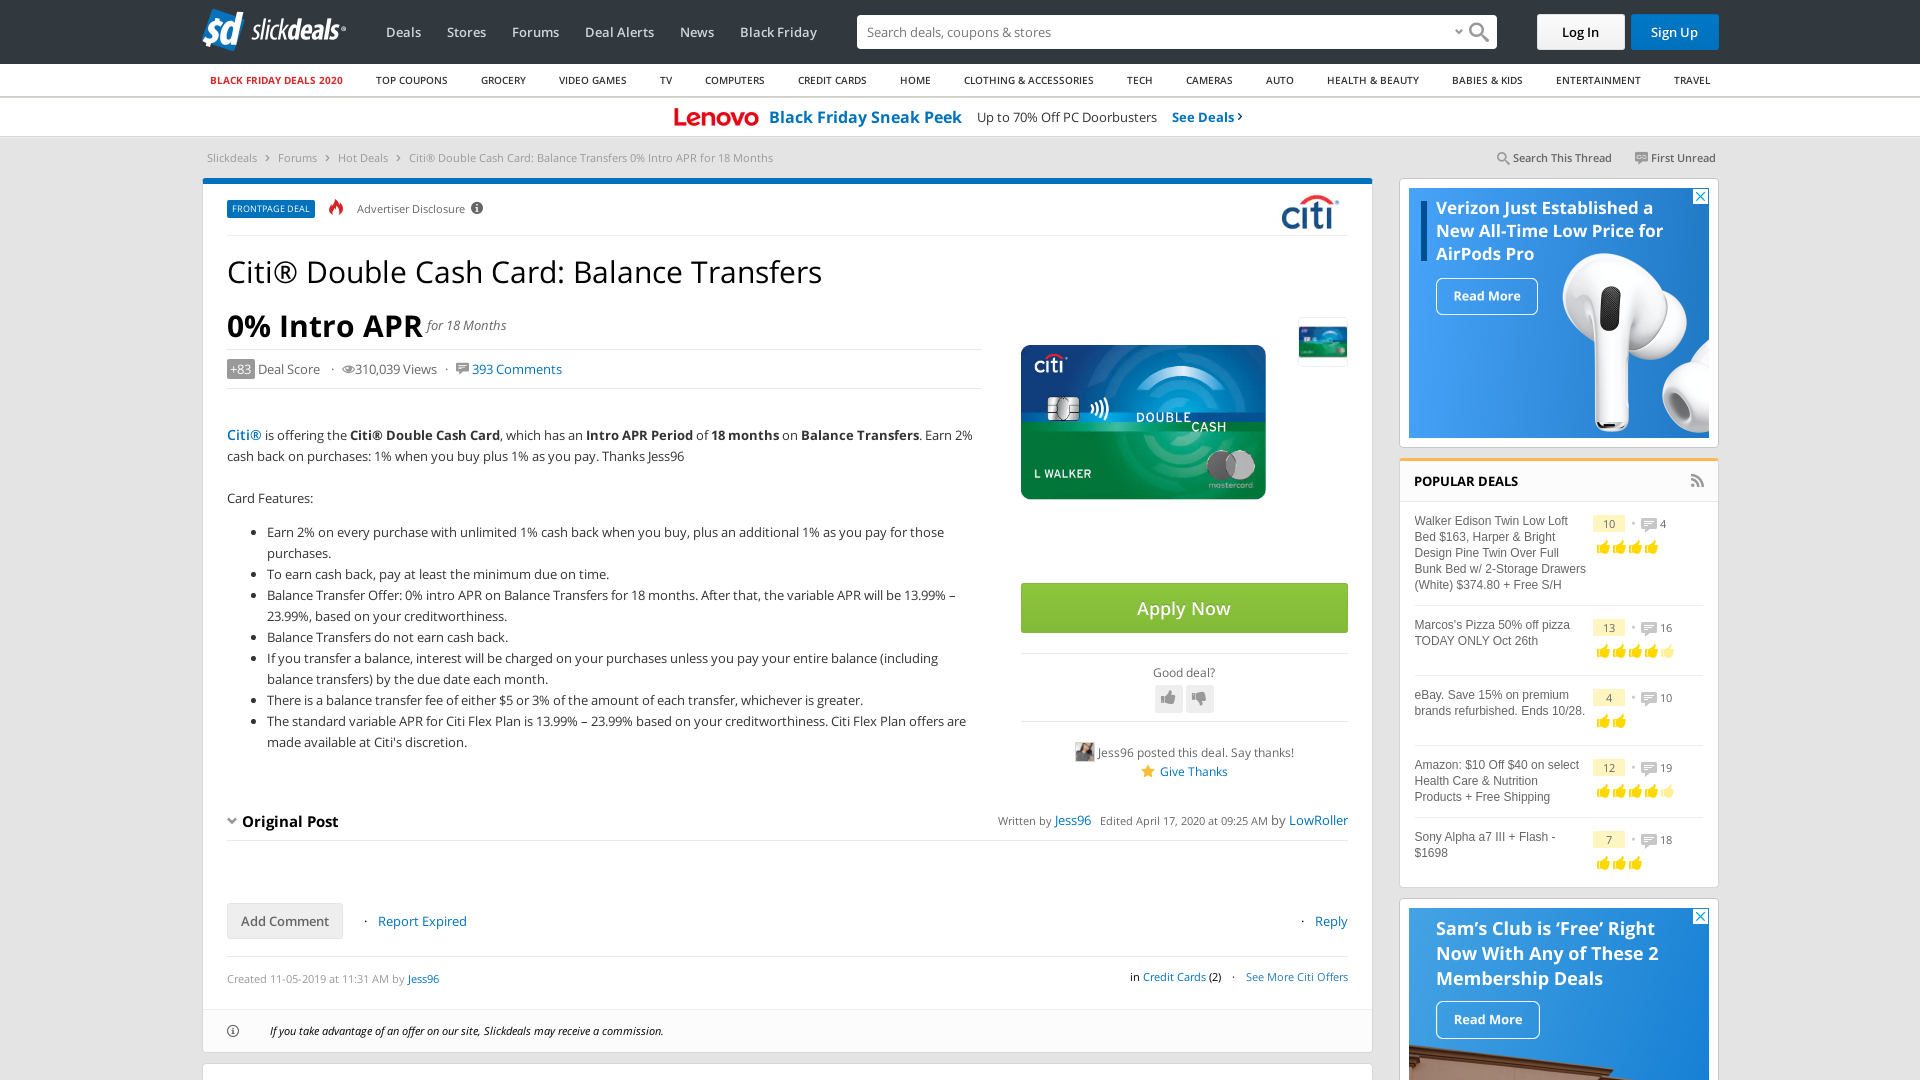 slickdeals
Deals
Stores
Forums
Deal Alerts
News
Black Friday
Search deals, coupons & stores
Log In
Sign Up
BLACK FRIDAY DEALS 2020
TOP COUPONS
GROCERY
VIDEO GAMES
TV
COMPUTERS
CREDIT CARDS
HOME
CLOTHING & ACCESSORIES
TECH
CAMERAS
AUTO
HEALTH & BEAUTY
BABIES & KIDS
ENTERTAINMENT
TRAVEL
Lenovo Black Friday Sneak Peek Up to 70% Off PC Doorbusters See Deals
Slickdeals > Forums > Hot Deals > Citi® Double Cash Card: Balance Transfers 0% Intro APR for 18 Months
Search This Thread
First Unread
FRONTPAGE DEAL
Advertiser Disclosure
citi
Citi® Double Cash Card: Balance Transfers
0% Intro APR for 18 Months
+83 Deal Score · 310,039 Views · 393 Comments
Citi® is offering the Citi® Double Cash Card, which has an Intro APR Period of 18 months on Balance Transfers. Earn 2%
cash back on purchases: 1% when you buy plus 1% as you pay. Thanks Jess96
Card Features:
• Earn 2% on every purchase with unlimited 1% cash back when you buy, plus an additional 1% as you pay for those
purchases.
• To earn cash back, pay at least the minimum due on time.
• Balance Transfer Offer: 0% intro APR on Balance Transfers for 18 months. After that, the variable APR will be 13.99% –
23.99%, based on your creditworthiness.
• Balance Transfers do not earn cash back.
• If you transfer a balance, interest will be charged on your purchases unless you pay your entire balance (including
balance transfers) by the due date each month.
• There is a balance transfer fee of either $5 or 3% of the amount of each transfer, whichever is greater.
• The standard variable APR for Citi Flex Plan is 13.99% – 23.99% based on your creditworthiness. Citi Flex Plan offers are
made available at Citi's discretion.
citi
DOUBLE
CASH
L WALKER
mastercard
Apply Now
Good deal?
Jess96 posted this deal. Say thanks!
Give Thanks
Original Post
Written by Jess96 Edited April 17, 2020 at 09:25 AM by LowRoller
Add Comment
· Report Expired
· Reply
Created 11-05-2019 at 11:31 AM by Jess96
in Credit Cards (2) · See More Citi Offers
If you take advantage of an offer on our site, Slickdeals may receive a commission.
Verizon Just Established a
New All-Time Low Price for
AirPods Pro
Read More
POPULAR DEALS
Walker Edison Twin Low Loft
Bed $163, Harper & Bright
Design Pine Twin Over Full
Bunk Bed w/ 2-Storage Drawers
(White) $374.80 + Free S/H
10 • 4
Marcos's Pizza 50% off pizza
TODAY ONLY Oct 26th
13 • 16
eBay. Save 15% on premium
brands refurbished. Ends 10/28.
4 • 10
Amazon: $10 Off $40 on select
Health Care & Nutrition
Products + Free Shipping
12 • 19
Sony Alpha a7 III + Flash -
$1698
7 • 18
Sam's Club is ‘Free’ Right
Now With Any of These 2
Membership Deals
Read More